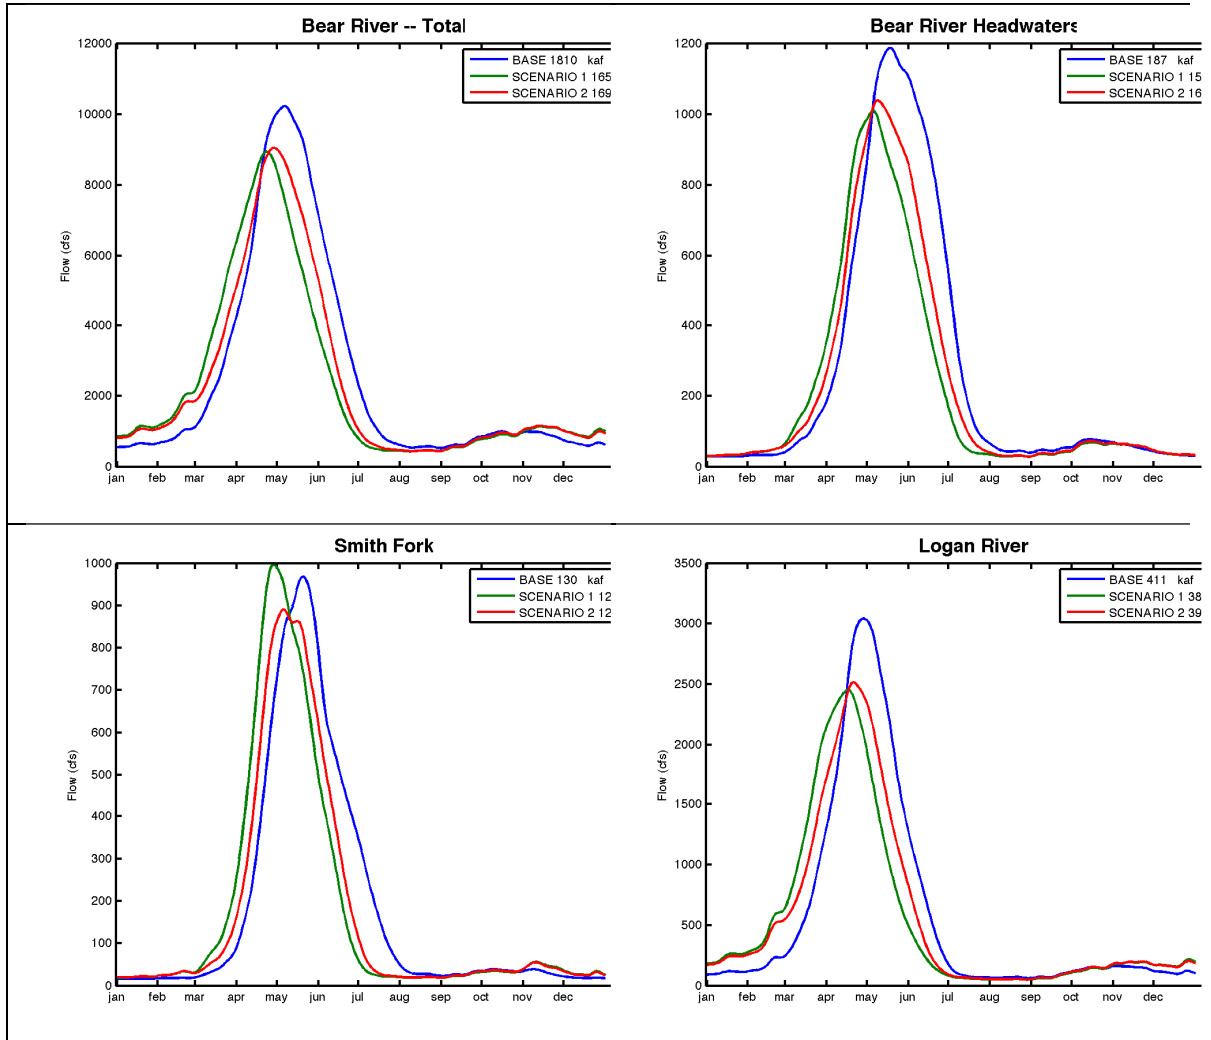 Bear River -- Total
12000
10000
8000
6000
4000
2000
0
Flow (cfs)
jan feb mar apr may jun jul aug sep oct nov dec
BASE 1810 kaf
SCENARIO 1 165
SCENARIO 2 169
Bear River Headwaters
1200
1000
800
600
400
200
0
Flow (cfs)
jan feb mar apr may jun jul aug sep oct nov dec
BASE 187 kaf
SCENARIO 1 15
SCENARIO 2 16
Smith Fork
1000
900
800
700
600
500
400
300
200
100
0
Flow (cfs)
jan feb mar apr may jun jul aug sep oct nov dec
BASE 130 kaf
SCENARIO 1 12
SCENARIO 2 12
Logan River
3500
3000
2500
2000
1500
1000
500
0
Flow (cfs)
jan feb mar apr may jun jul aug sep oct nov dec
BASE 411 kaf
SCENARIO 1 38
SCENARIO 2 39